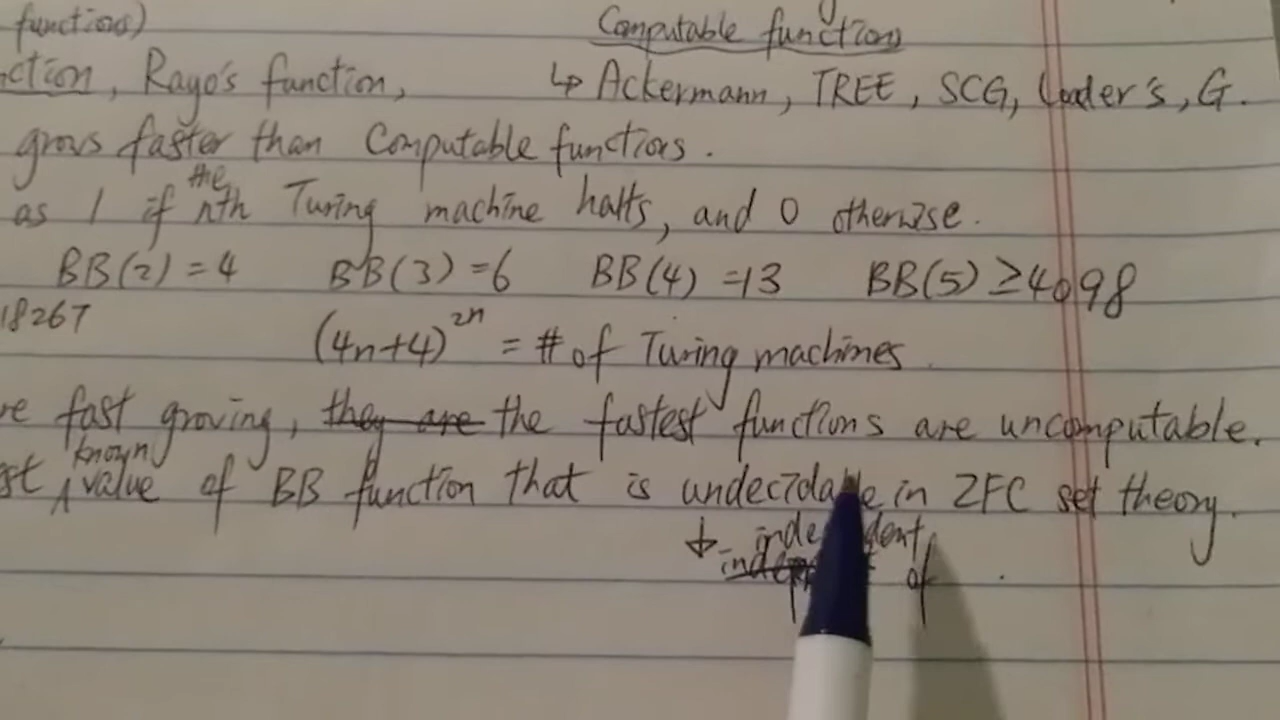 functions) Computable functions
ction, Rayo's function, ↳ Ackermann, TREE, SCG, Loader's, G.
grows faster than Computable functions.
the
as 1 if nth Turing machine halts, and 0 otherwise.
BB(2) = 4 BB(3) = 6 BB(4) = 13 BB(5) ≥ 4098
18267
(4n+4)^2n = # of Turing machines
re fast growing, they are the fastest functions are uncomputable.
known
st ∧ value of BB function that is undecidable in ZFC set theory.
↓ independent
of